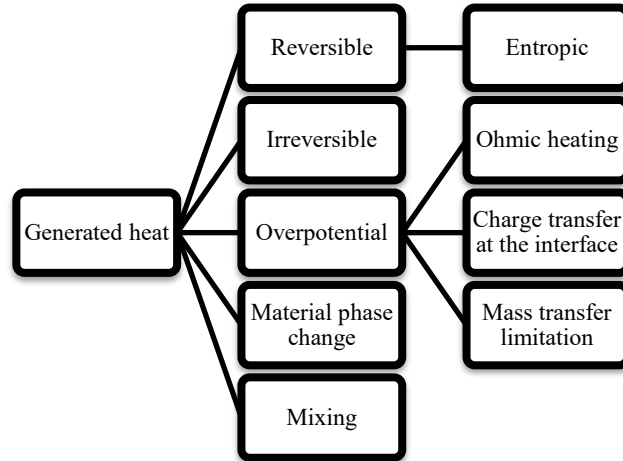 Reversible
Entropic
Irreversible
Ohmic heating
Generated heat
Overpotential
Charge transfer
at the interface
Material phase
change
Mass transfer
limitation
Mixing